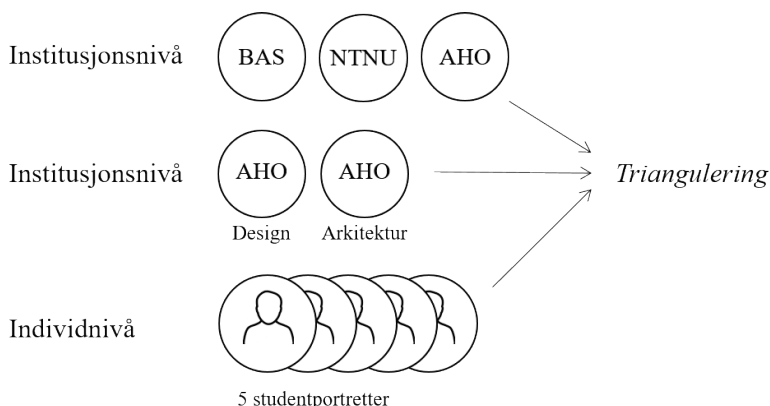 Institusjonsnivå BAS NTNU AHO
Institusjonsnivå AHO AHO Triangulering
Design Arkitektur
Individnivå
5 studentportretter